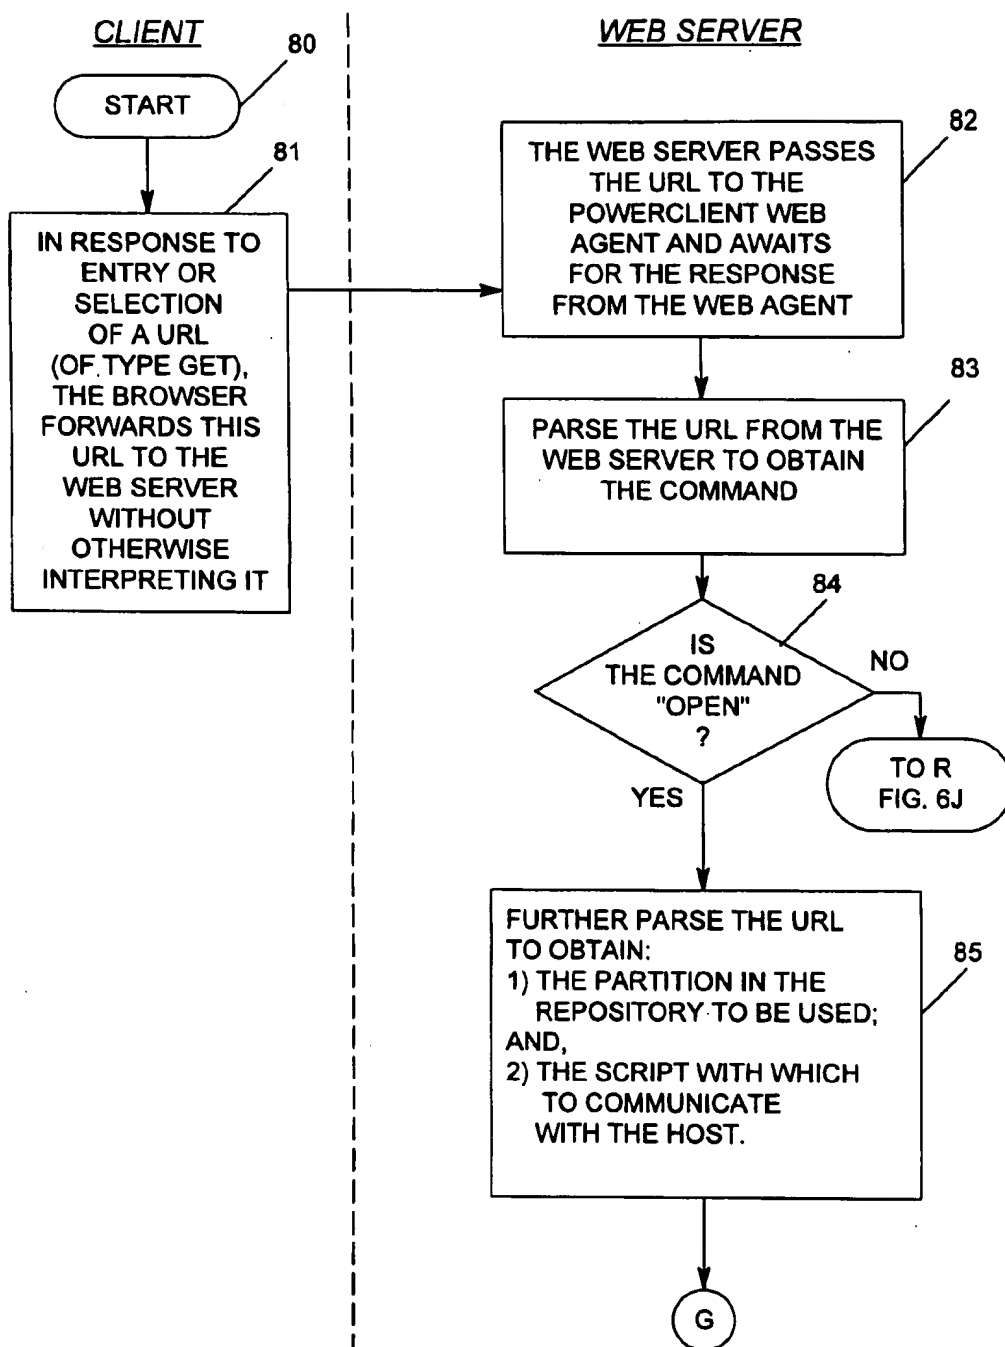 CLIENT
WEB SERVER
80
START
81
IN RESPONSE TO
ENTRY OR
SELECTION
OF A URL
(OF TYPE GET),
THE BROWSER
FORWARDS THIS
URL TO THE
WEB SERVER
WITHOUT
OTHERWISE
INTERPRETING IT
82
THE WEB SERVER PASSES
THE URL TO THE
POWERCLIENT WEB
AGENT AND AWAITS
FOR THE RESPONSE
FROM THE WEB AGENT
83
PARSE THE URL FROM THE
WEB SERVER TO OBTAIN
THE COMMAND
84
IS
THE COMMAND
"OPEN"
?
NO
TO R
FIG. 6J
YES
85
FURTHER PARSE THE URL
TO OBTAIN:
1) THE PARTITION IN THE
REPOSITORY TO BE USED;
AND,
2) THE SCRIPT WITH WHICH
TO COMMUNICATE
WITH THE HOST.
G